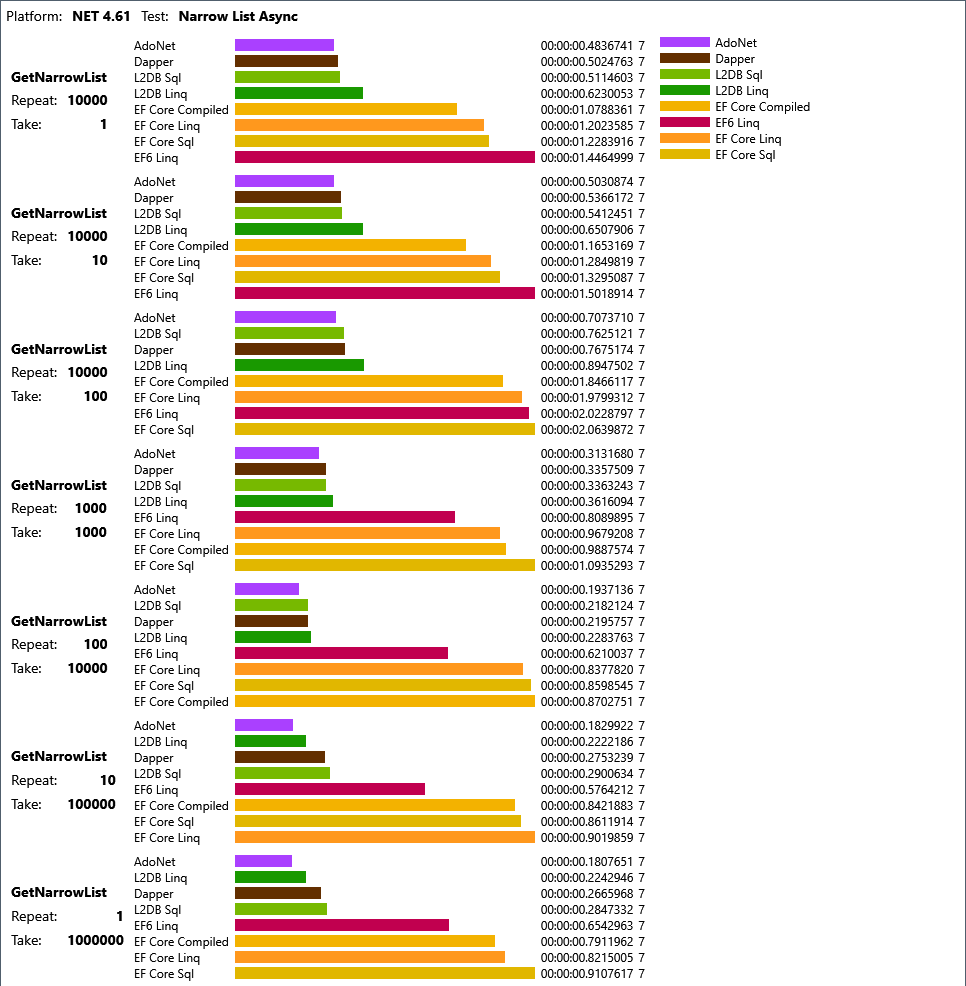 Platform: NET 4.61 Test: Narrow List Async
AdoNet 00:00:00.4836741 7
Dapper 00:00:00.5024763 7
GetNarrowList
L2DB Sql 00:00:00.5114603 7
L2DB Linq 00:00:00.6230053 7
Repeat: 10000
EF Core Compiled 00:00:01.0788361 7
Take: 1
EF Core Linq 00:00:01.2023585 7
EF Core Sql 00:00:01.2283916 7
EF6 Linq 00:00:01.4464999 7
AdoNet
Dapper
L2DB Sql
L2DB Linq
EF Core Compiled
EF6 Linq
EF Core Linq
EF Core Sql
AdoNet 00:00:00.5030874 7
Dapper 00:00:00.5366172 7
GetNarrowList
L2DB Sql 00:00:00.5412451 7
L2DB Linq 00:00:00.6507906 7
Repeat: 10000
EF Core Compiled 00:00:01.1653169 7
Take: 10
EF Core Linq 00:00:01.2849819 7
EF Core Sql 00:00:01.3295087 7
EF6 Linq 00:00:01.5018914 7
AdoNet 00:00:00.7073710 7
L2DB Sql 00:00:00.7625121 7
GetNarrowList
Dapper 00:00:00.7675174 7
L2DB Linq 00:00:00.8947502 7
Repeat: 10000
EF Core Compiled 00:00:01.8466117 7
Take: 100
EF Core Linq 00:00:01.9799312 7
EF6 Linq 00:00:02.0228797 7
EF Core Sql 00:00:02.0639872 7
AdoNet 00:00:00.3131680 7
Dapper 00:00:00.3357509 7
GetNarrowList
L2DB Sql 00:00:00.3363243 7
L2DB Linq 00:00:00.3616094 7
Repeat: 1000
EF6 Linq 00:00:00.8089895 7
Take: 1000
EF Core Linq 00:00:00.9679208 7
EF Core Compiled 00:00:00.9887574 7
EF Core Sql 00:00:01.0935293 7
AdoNet 00:00:00.1937136 7
L2DB Sql 00:00:00.2182124 7
GetNarrowList
Dapper 00:00:00.2195757 7
L2DB Linq 00:00:00.2283763 7
Repeat: 100
EF6 Linq 00:00:00.6210037 7
Take: 10000
EF Core Linq 00:00:00.8377820 7
EF Core Sql 00:00:00.8598545 7
EF Core Compiled 00:00:00.8702751 7
AdoNet 00:00:00.1829922 7
L2DB Linq 00:00:00.2222186 7
GetNarrowList
Dapper 00:00:00.2753239 7
L2DB Sql 00:00:00.2900634 7
Repeat: 10
EF6 Linq 00:00:00.5764212 7
Take: 100000
EF Core Compiled 00:00:00.8421883 7
EF Core Sql 00:00:00.8611914 7
EF Core Linq 00:00:00.9019859 7
AdoNet 00:00:00.1807651 7
L2DB Linq 00:00:00.2242946 7
GetNarrowList
Dapper 00:00:00.2665968 7
L2DB Sql 00:00:00.2847332 7
Repeat: 1
EF6 Linq 00:00:00.6542963 7
Take: 1000000
EF Core Compiled 00:00:00.7911962 7
EF Core Linq 00:00:00.8215005 7
EF Core Sql 00:00:00.9107617 7